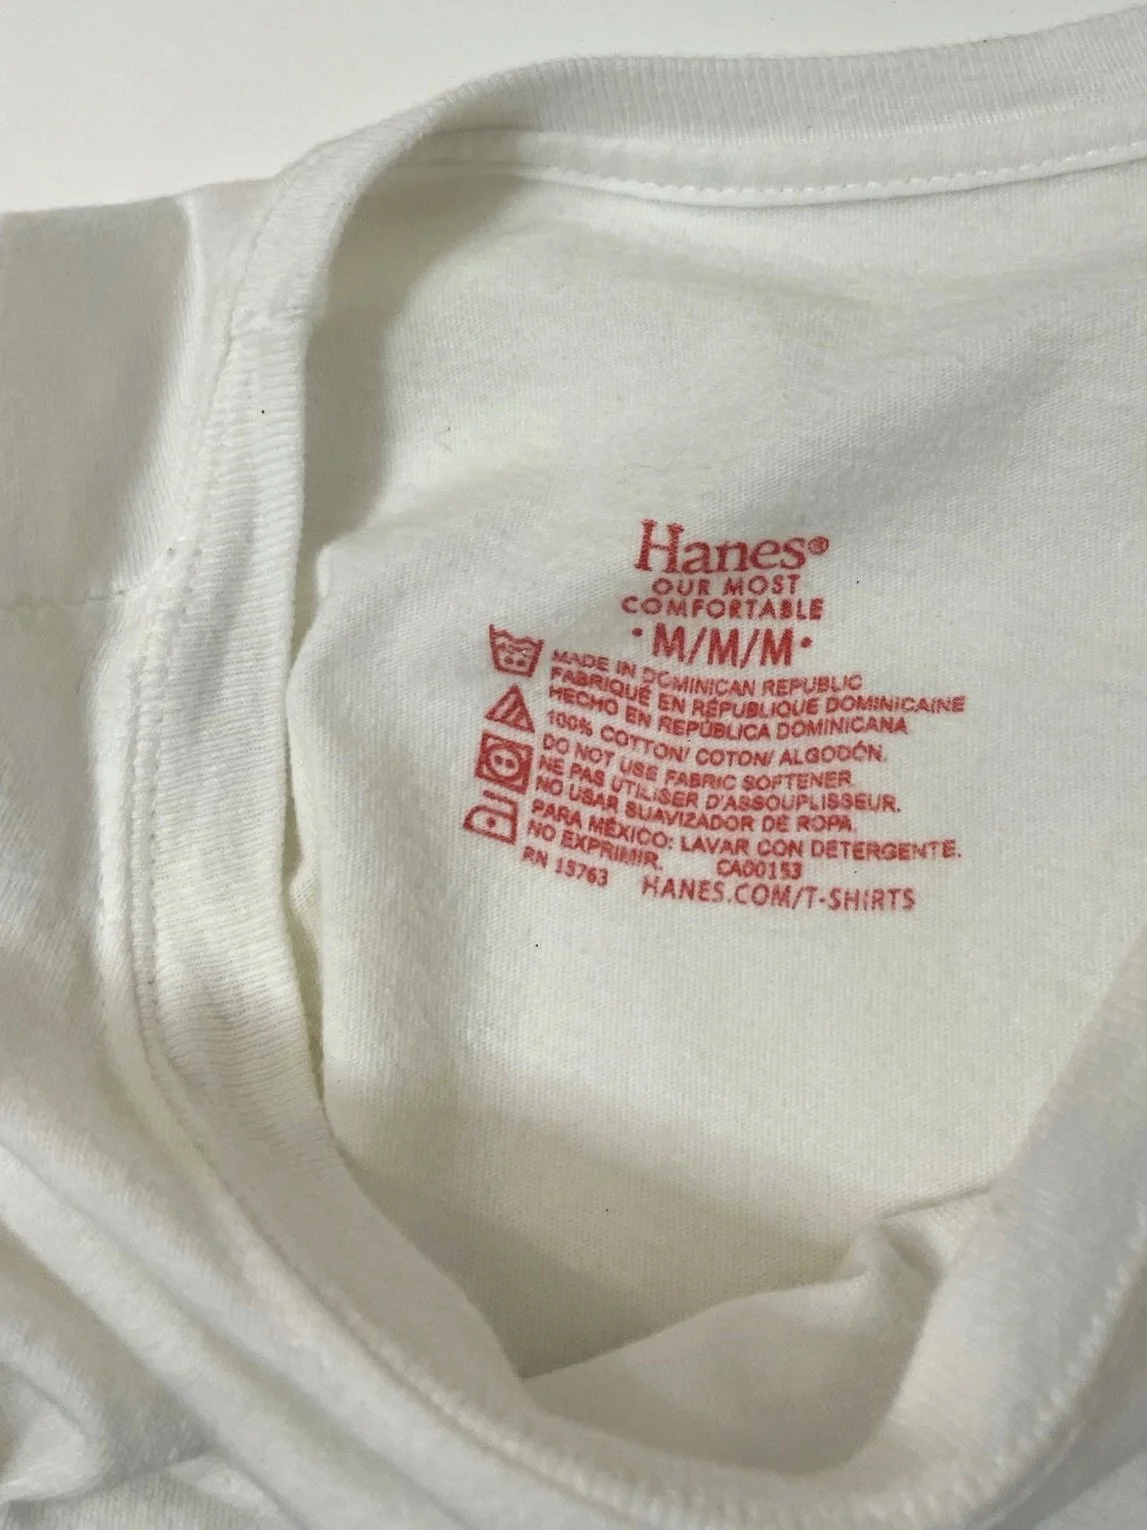 Hanes®
OUR MOST
COMFORTABLE
• M/M/M •
MADE IN DOMINICAN REPUBLIC
FABRIQUÉ EN RÉPUBLIQUE DOMINICAINE
HECHO EN REPÚBLICA DOMINICANA
100% COTTON/ COTON/ ALGODÓN.
DO NOT USE FABRIC SOFTENER.
NE PAS UTILISER D'ASSOUPLISSEUR.
NO USAR SUAVIZADOR DE ROPA.
PARA MÉXICO: LAVAR CON DETERGENTE.
NO EXPRIMIR. CA00153
RN 15763 HANES.COM/T-SHIRTS